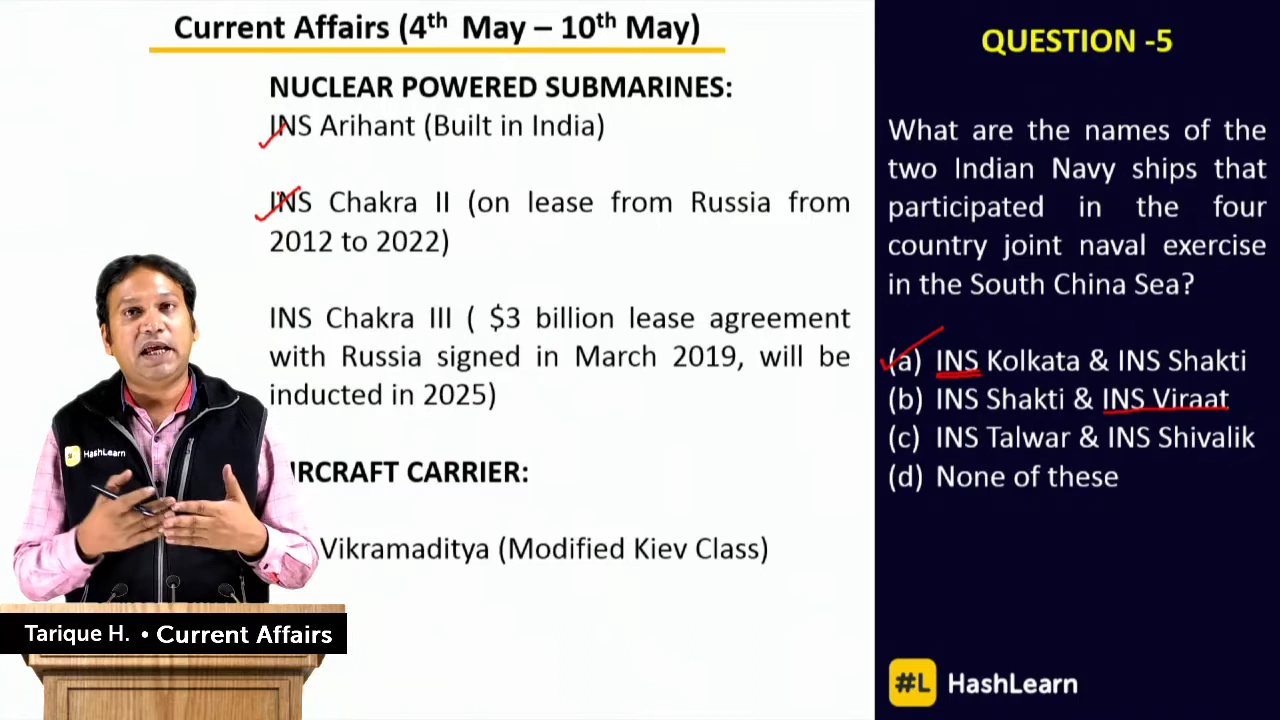 Current Affairs (4th May – 10th May)
NUCLEAR POWERED SUBMARINES:
INS Arihant (Built in India)
INS Chakra II (on lease from Russia from
2012 to 2022)
INS Chakra III ( $3 billion lease agreement
with Russia signed in March 2019, will be
inducted in 2025)
RCRAFT CARRIER:
Vikramaditya (Modified Kiev Class)
HashLearn
Tarique H. • Current Affairs
QUESTION -5
What are the names of the
two Indian Navy ships that
participated in the four
country joint naval exercise
in the South China Sea?
(a) INS Kolkata & INS Shakti
(b) INS Shakti & INS Viraat
(c) INS Talwar & INS Shivalik
(d) None of these
#L HashLearn